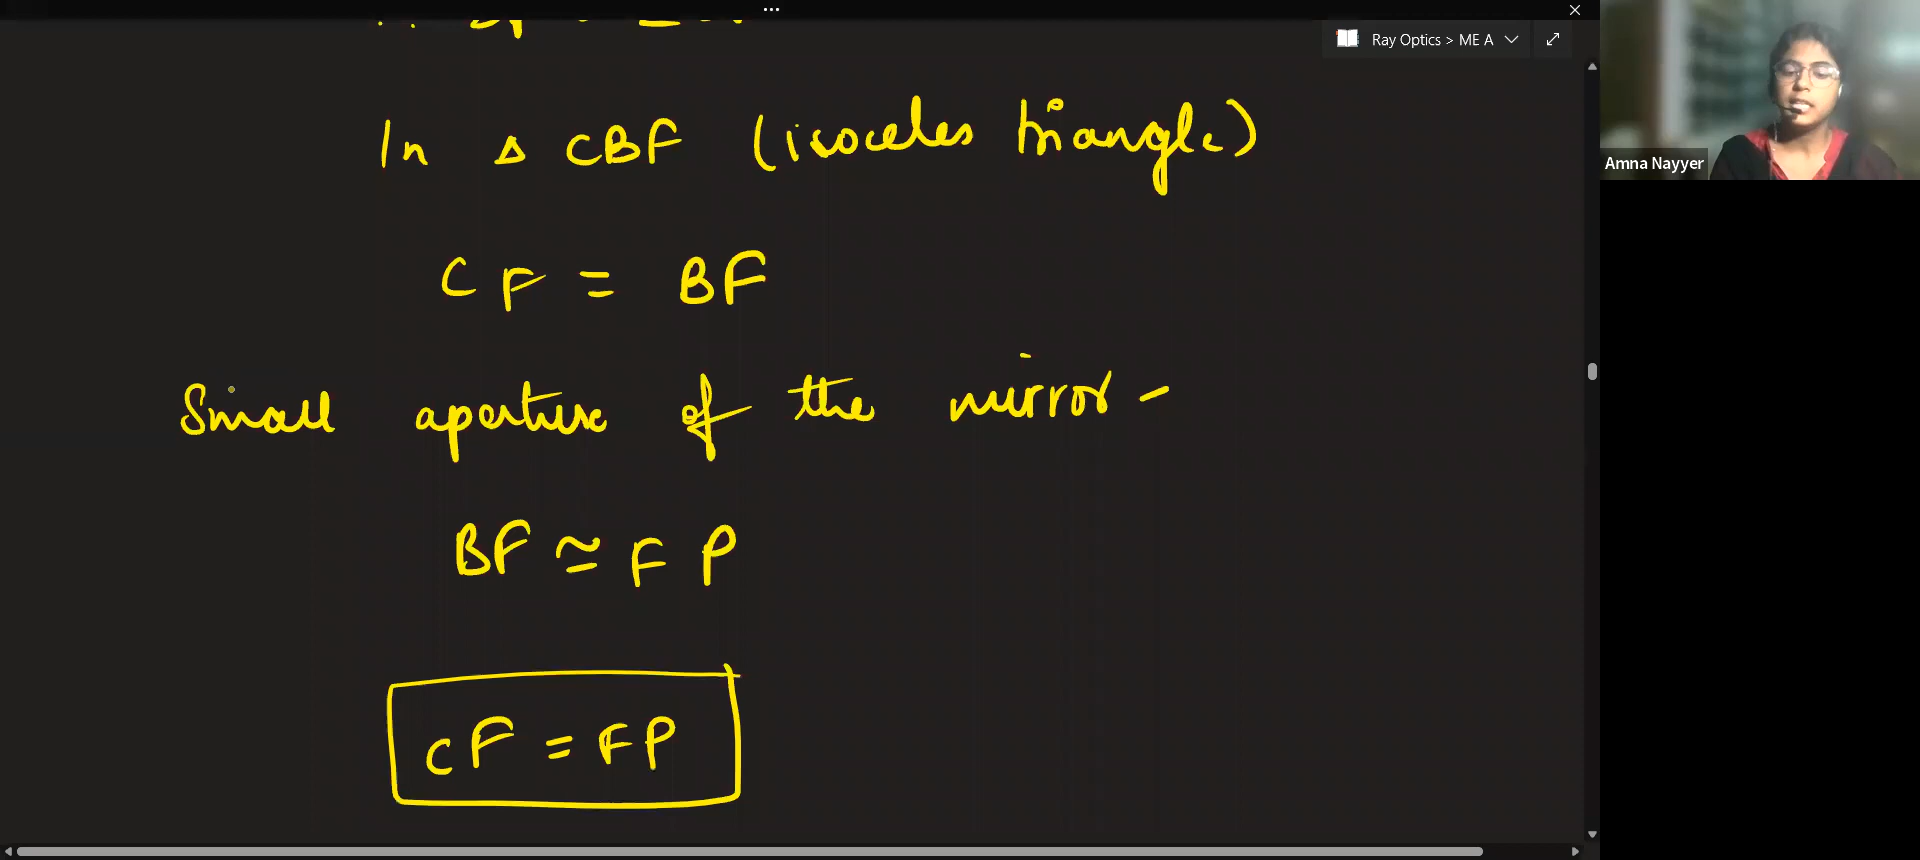 Ray Optics > ME A
In Δ CBF (isoceles triangle)
Amna Nayyer
CF = BF
Small aperture of the mirror -
BF ≃ FP
CF = FP